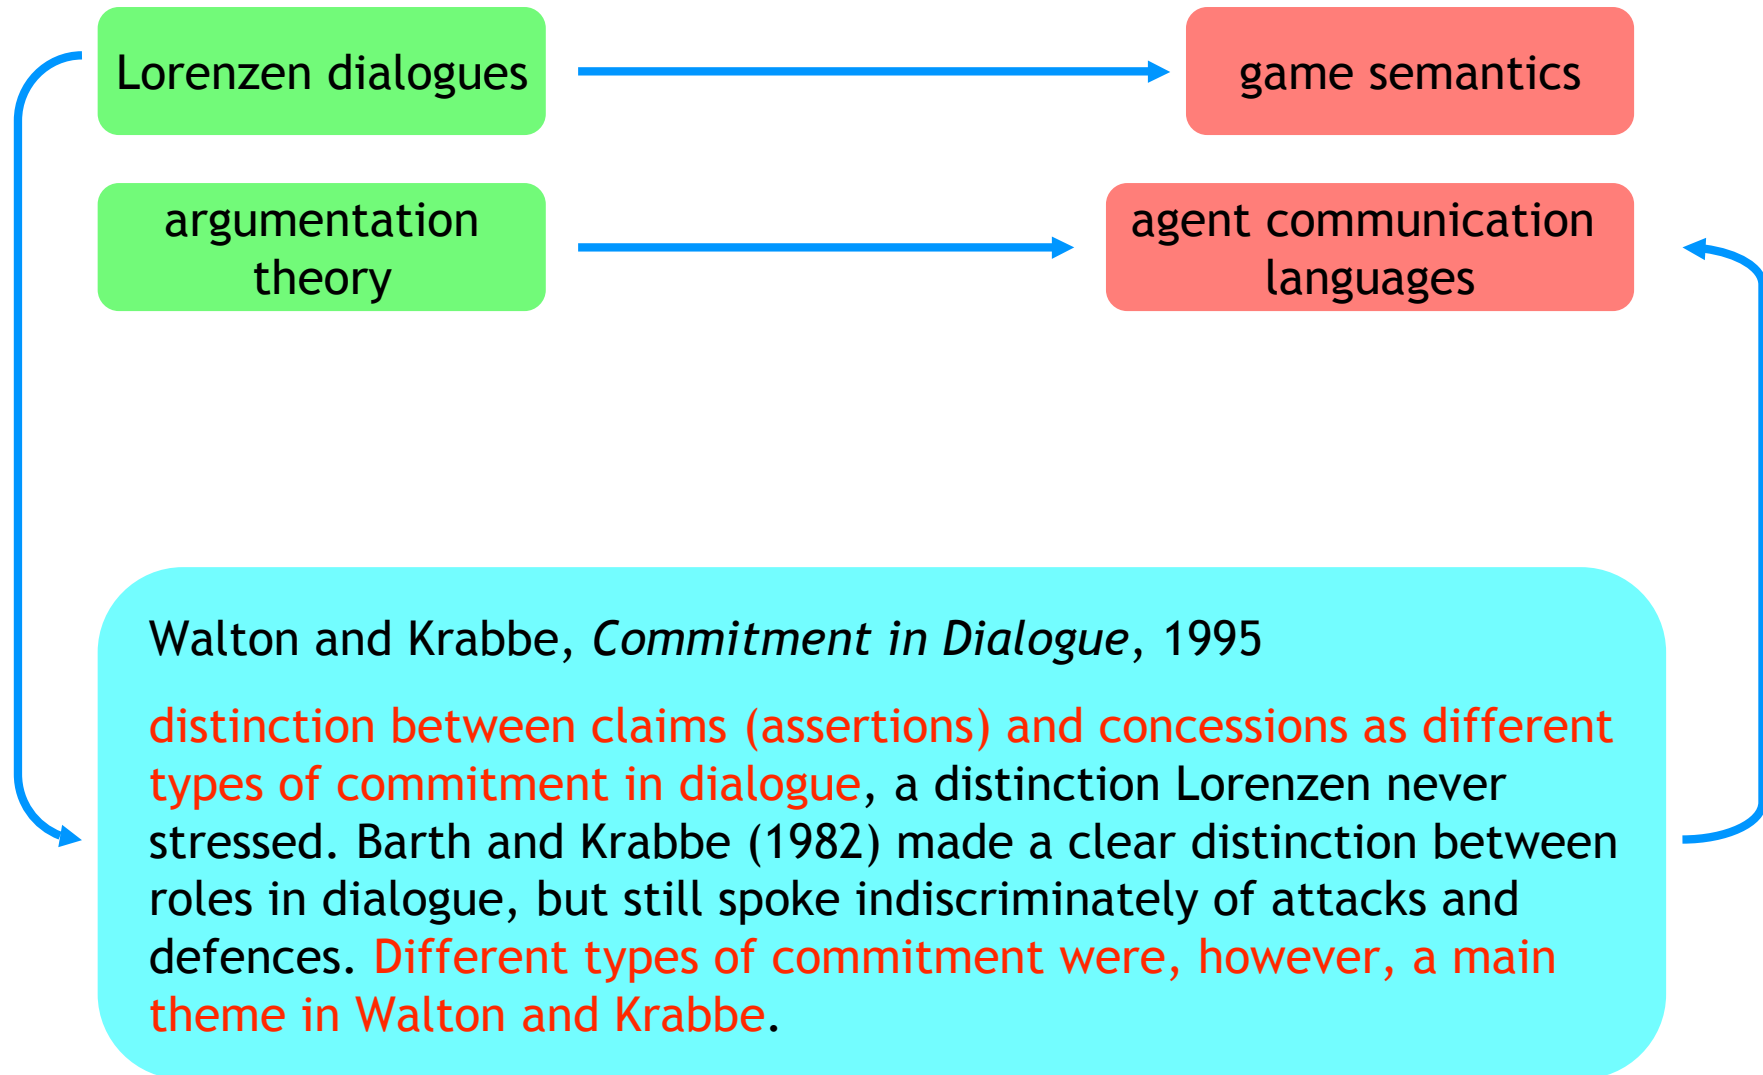 Lorenzen dialogues
game semantics
argumentation
theory
agent communication
languages
Walton and Krabbe, Commitment in Dialogue, 1995
distinction between claims (assertions) and concessions as different
types of commitment in dialogue, a distinction Lorenzen never
stressed. Barth and Krabbe (1982) made a clear distinction between
roles in dialogue, but still spoke indiscriminately of attacks and
defences. Different types of commitment were, however, a main
theme in Walton and Krabbe.